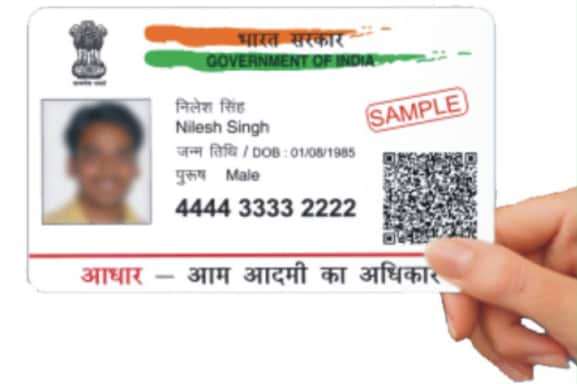 भारत सरकार
GOVERNMENT OF INDIA
निलेश सिंह
Nilesh Singh
जन्म तिथि / DOB : 01/08/1985
पुरूष Male
4444 3333 2222
SAMPLE
आधार — आम आदमी का अधिकार